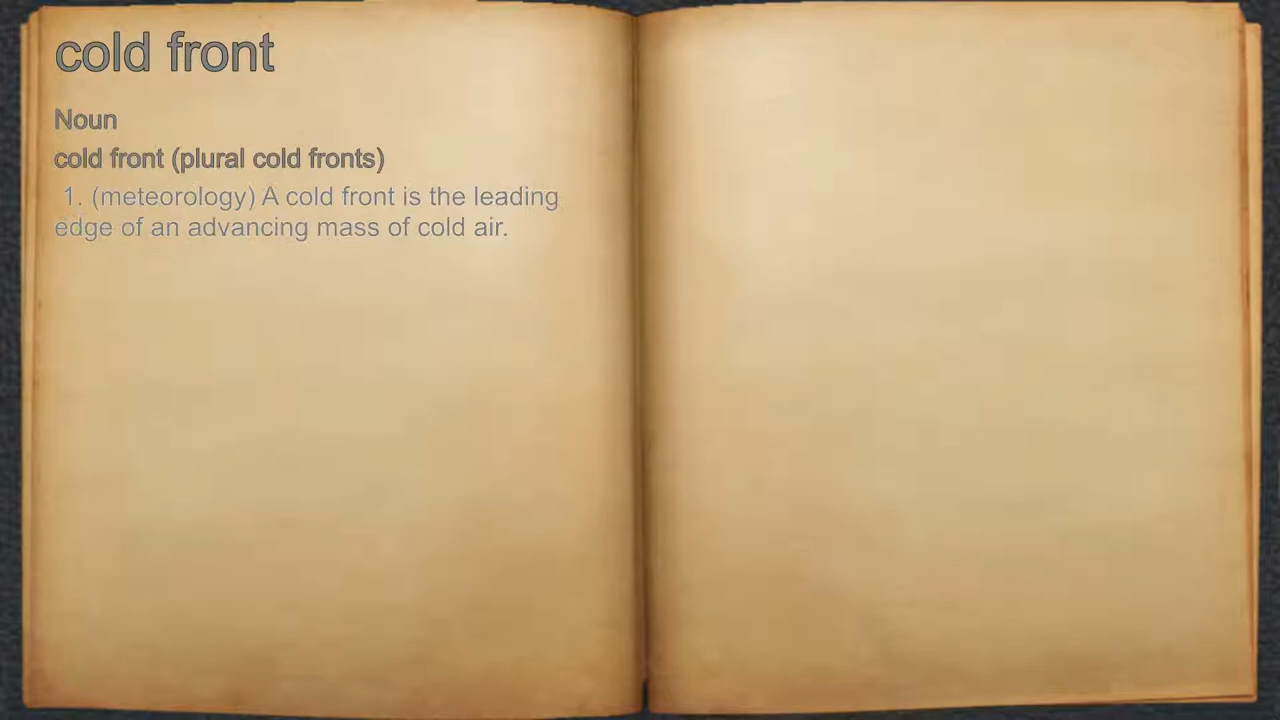 cold front
Noun
cold front (plural cold fronts)
1. (meteorology) A cold front is the leading
edge of an advancing mass of cold air.